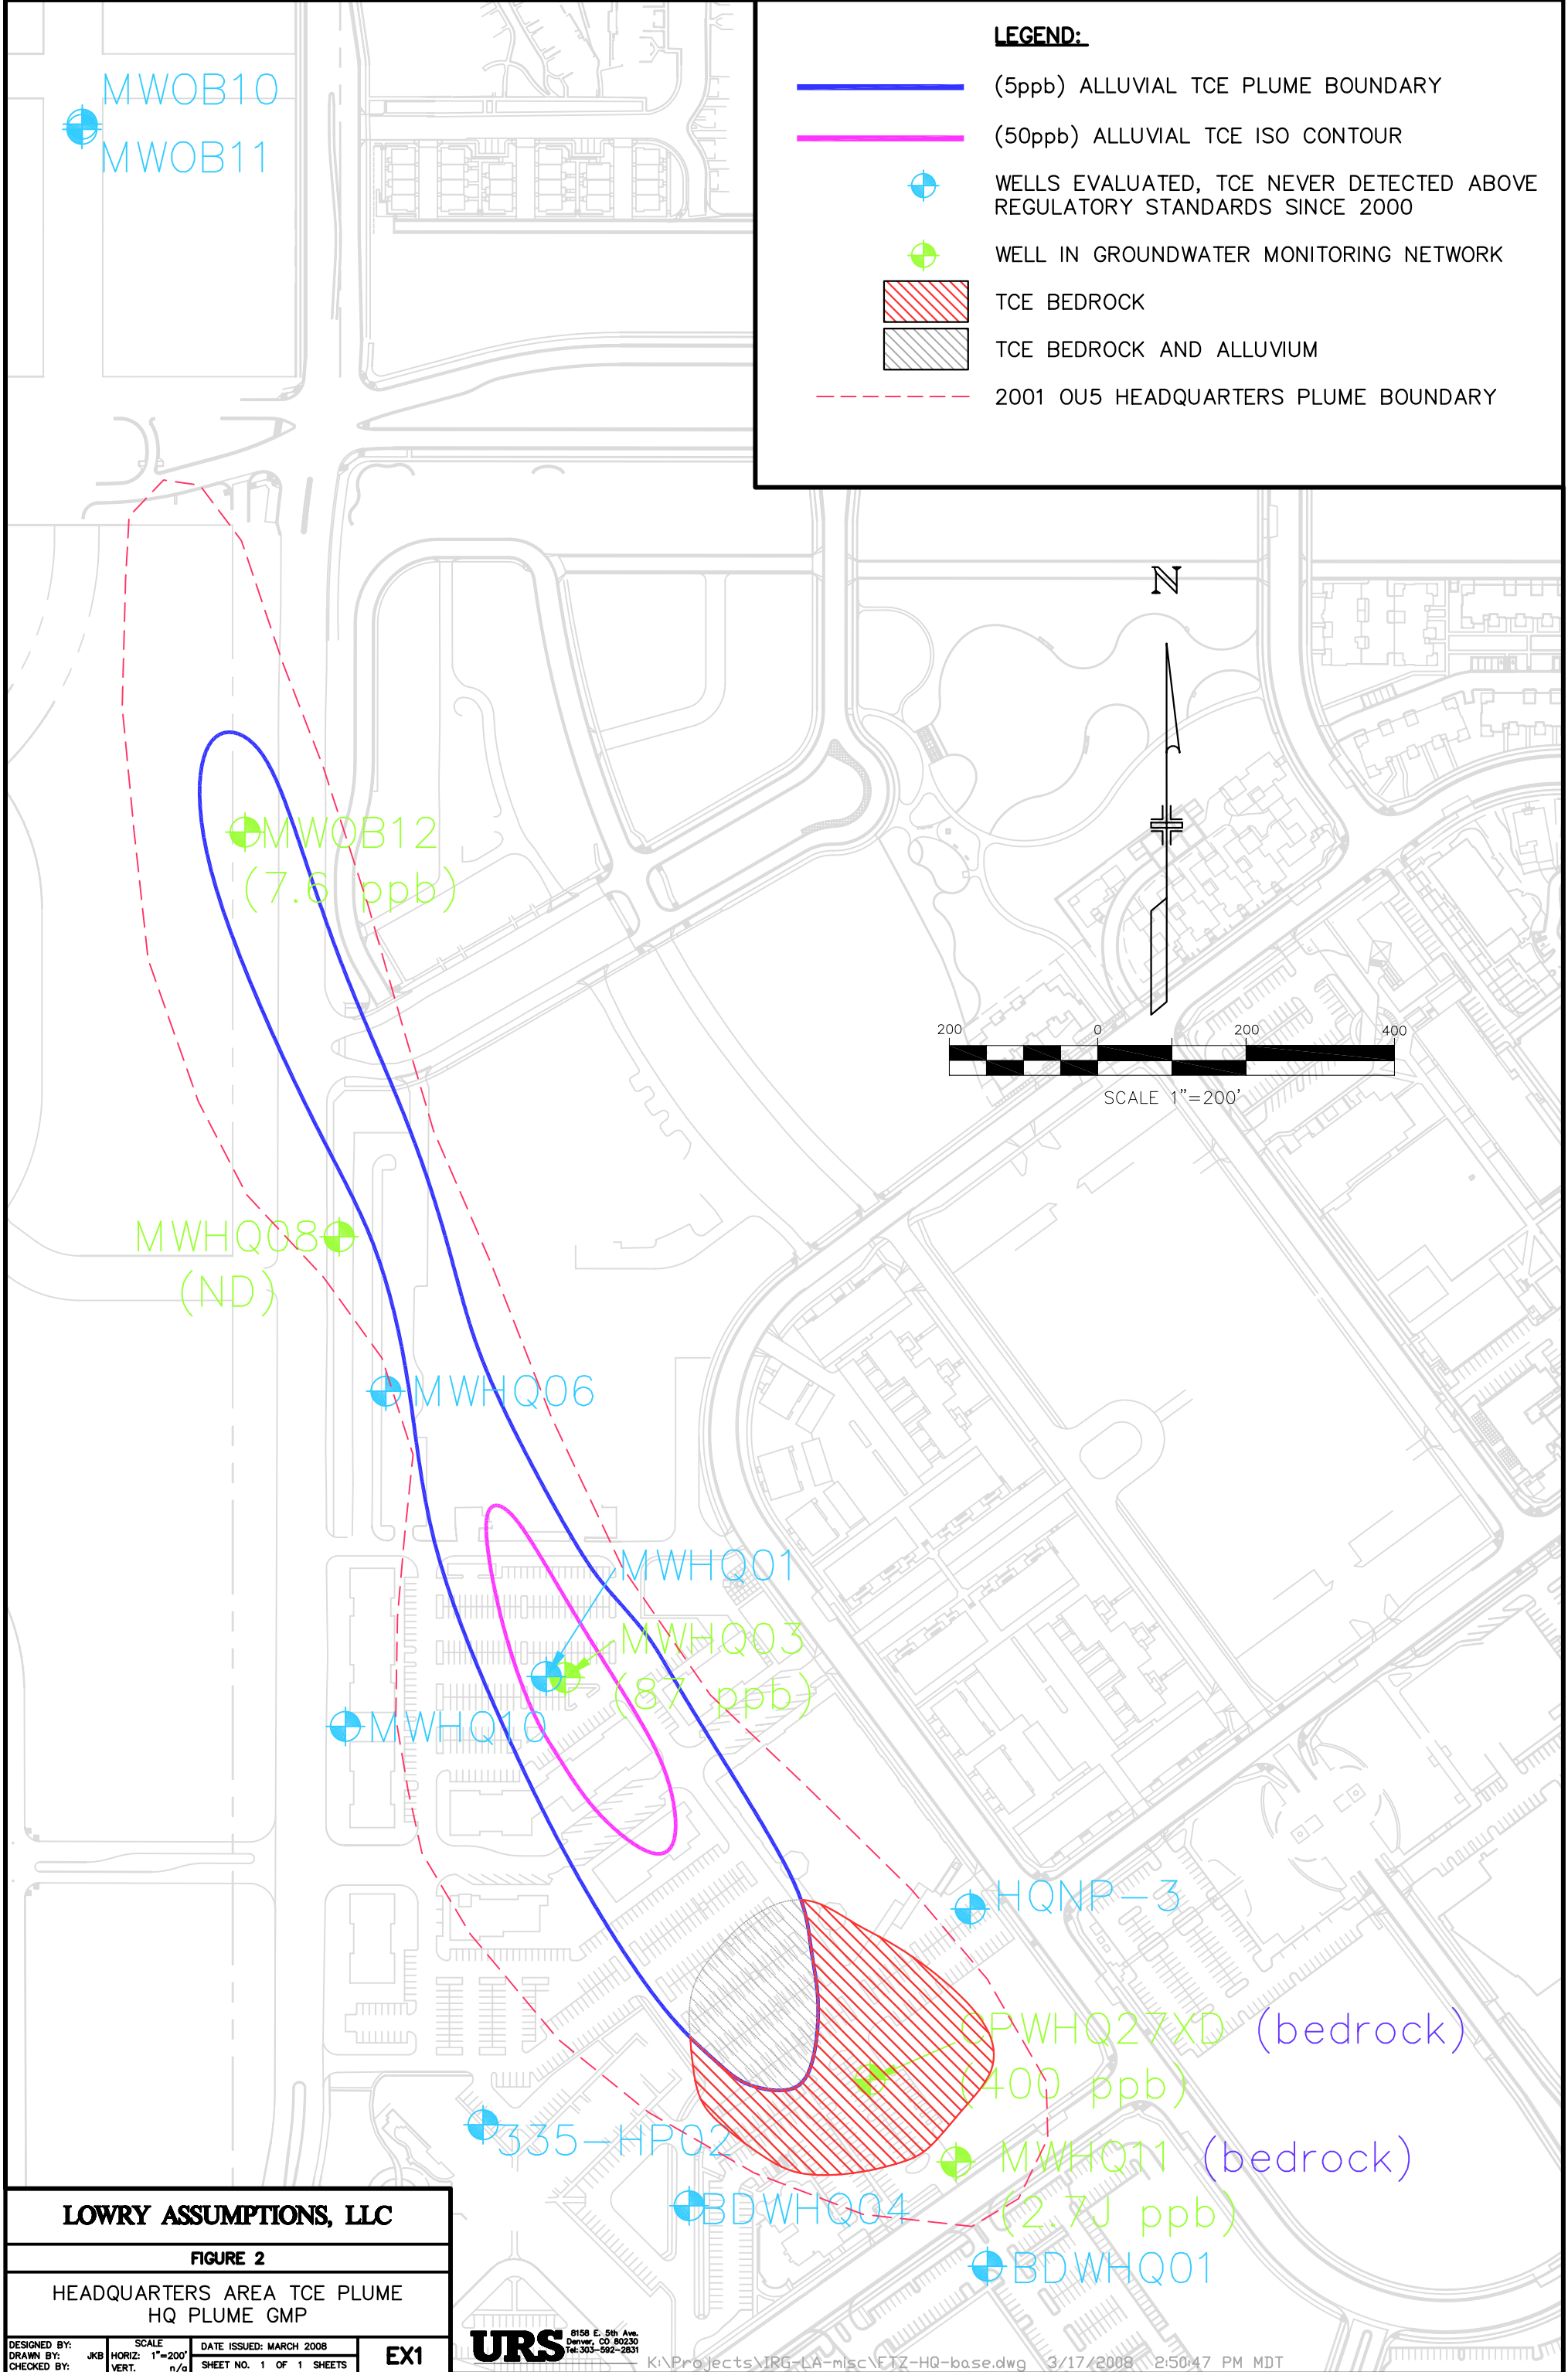 MWOB10
MWOB11
LEGEND:
(5ppb) ALLUVIAL TCE PLUME BOUNDARY
(50ppb) ALLUVIAL TCE ISO CONTOUR
WELLS EVALUATED, TCE NEVER DETECTED ABOVE
REGULATORY STANDARDS SINCE 2000
WELL IN GROUNDWATER MONITORING NETWORK
TCE BEDROCK
TCE BEDROCK AND ALLUVIUM
2001 OU5 HEADQUARTERS PLUME BOUNDARY
N
MWOB12
(7.6 ppb)
200 0 200 400
SCALE 1"=200'
MWHQ08
(ND)
MWHQ06
MWHQ01
MWHQ03
(87 ppb)
MWHQ10
HQNP-3
CPWHQ27XD (bedrock)
(400 ppb)
335-HP02
MWHQ11 (bedrock)
(2.7J ppb)
BDWHQ04
BDWHQ01
LOWRY ASSUMPTIONS, LLC
FIGURE 2
HEADQUARTERS AREA TCE PLUME
HQ PLUME GMP
DESIGNED BY:
DRAWN BY: JKB
CHECKED BY:
SCALE
HORIZ: 1"=200'
VERT. n/a
DATE ISSUED: MARCH 2008
SHEET NO. 1 OF 1 SHEETS
EX1
URS
8158 E. 5th Ave.
Denver, CO 80230
Tel: 303-592-2831
K:\Projects\IRG-LA-misc\FTZ-HQ-base.dwg 3/17/2008 2:50:47 PM MDT